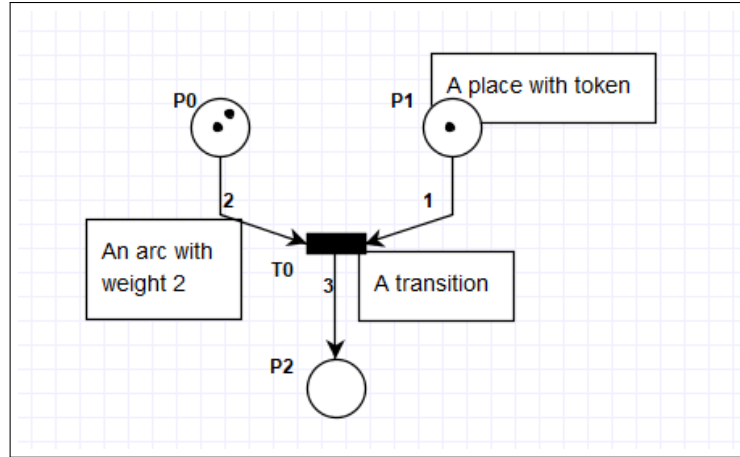 A place with token
P0
P1
2
1
An arc with
weight 2
T0
3
A transition
P2